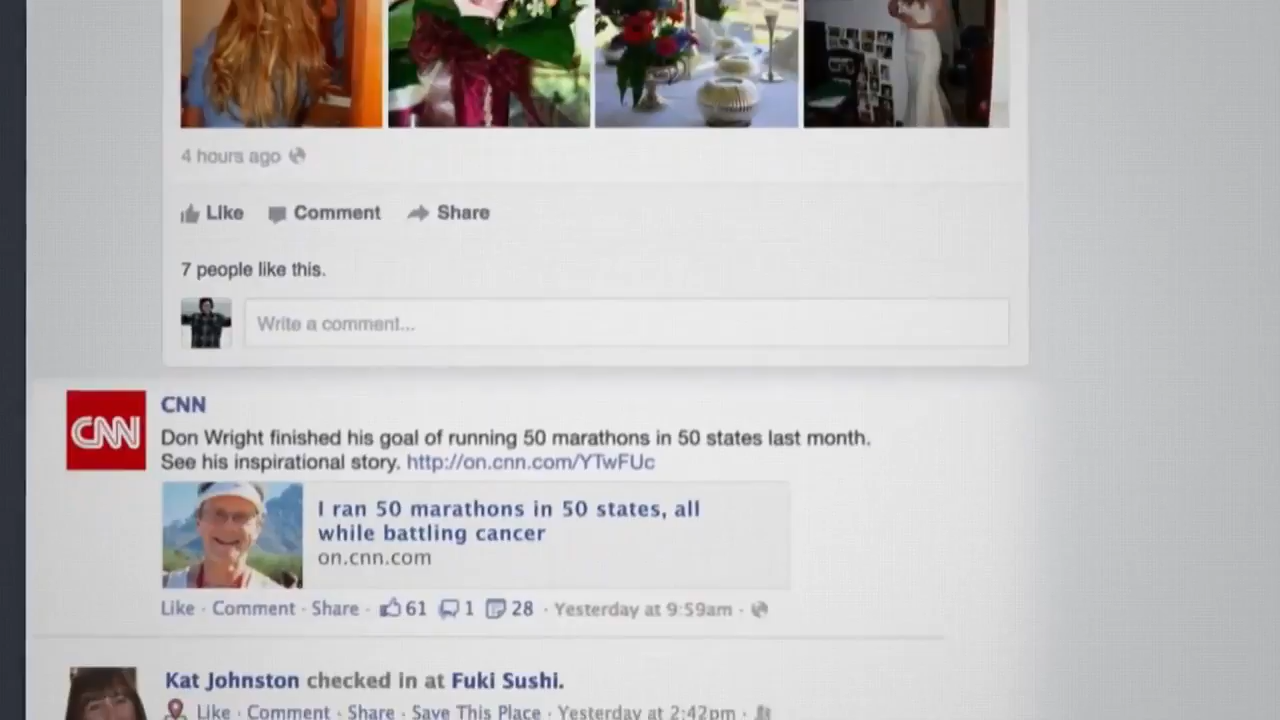 4 hours ago
Like Comment Share
7 people like this.
Write a comment...
CNN
CNN
Don Wright finished his goal of running 50 marathons in 50 states last month.
See his inspirational story. http://on.cnn.com/YTwFUc
I ran 50 marathons in 50 states, all
while battling cancer
on.cnn.com
Like · Comment · Share · 61 1 28 · Yesterday at 9:59am ·
Kat Johnston checked in at Fuki Sushi.
Like · Comment · Share · Save This Place · Yesterday at 2:42pm ·